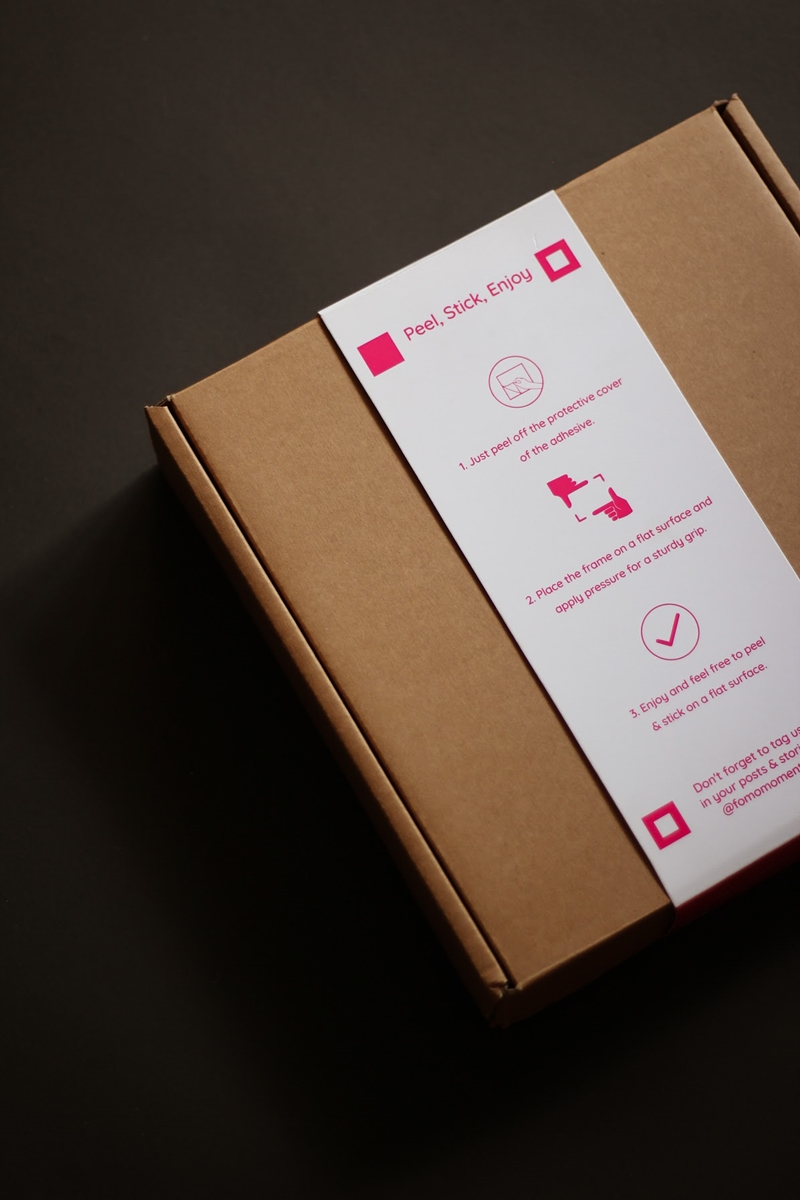 Peel, Stick, Enjoy
1. Just peel off the protective cover
of the adhesive.
2. Place the frame on a flat surface and
apply pressure for a sturdy grip.
3. Enjoy and feel free to peel
& stick on a flat surface.
Don't forget to tag us
in your posts &